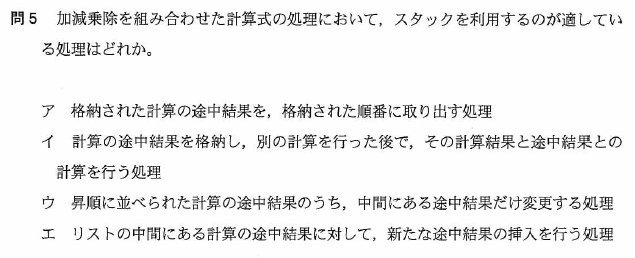 問5 加減乗除を組み合わせた計算式の処理において，スタックを利用するのが適してい
る処理はどれか。
ア 格納された計算の途中結果を，格納された順番に取り出す処理
イ 計算の途中結果を格納し，別の計算を行った後で，その計算結果と途中結果との
計算を行う処理
ウ 昇順に並べられた計算の途中結果のうち，中間にある途中結果だけ変更する処理
エ リストの中間にある計算の途中結果に対して，新たな途中結果の挿入を行う処理